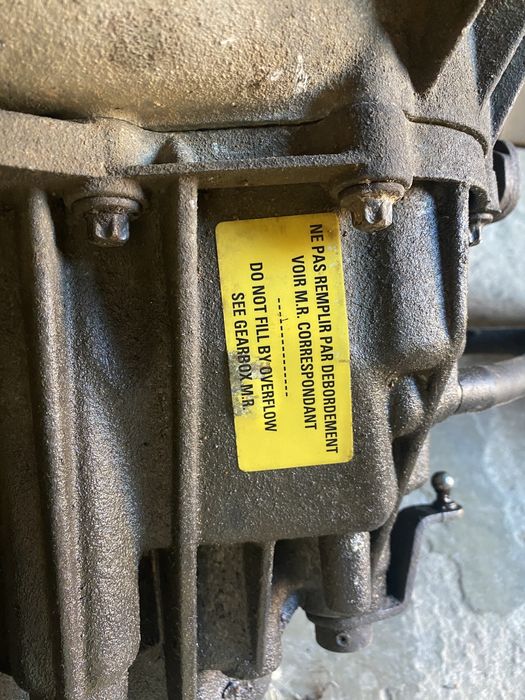 NE PAS REMPLIR PAR DEBORDEMENT
VOIR M.R. CORRESPONDANT
---------------
DO NOT FILL BY OVERFLOW
SEE GEARBOX M.R.